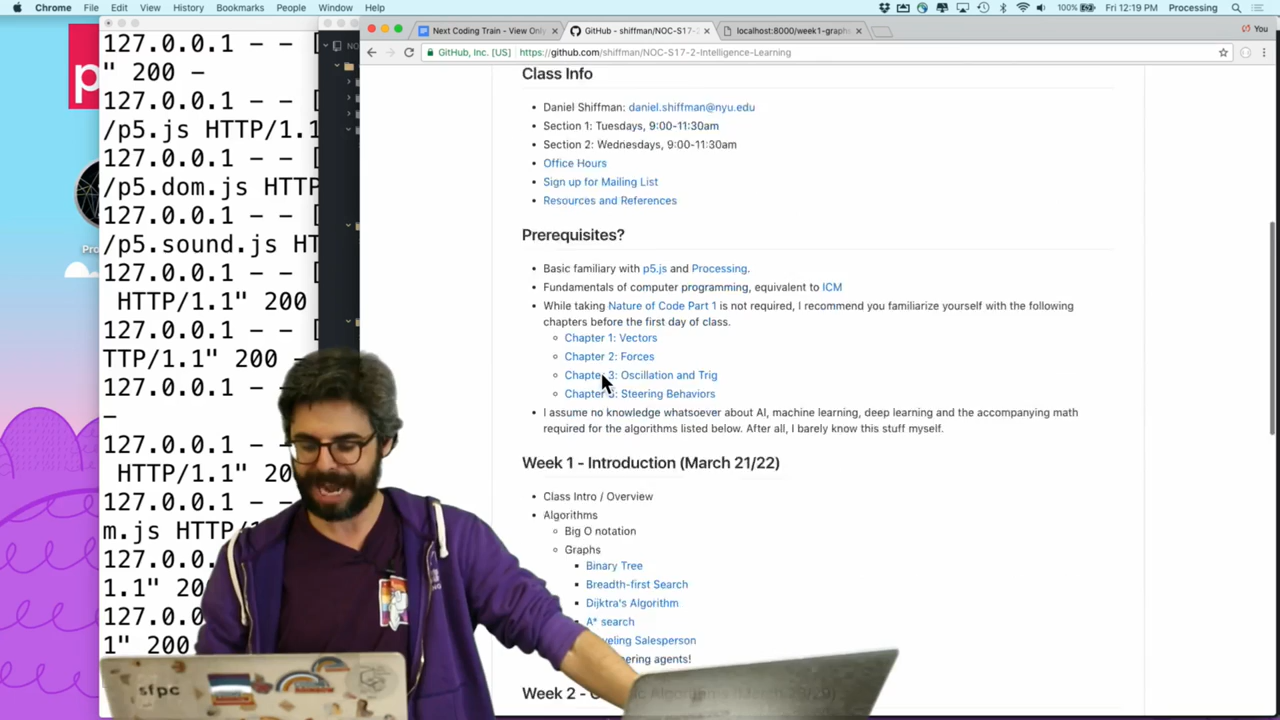 Chrome File Edit View History Bookmarks People Window Help 100% Fri 12:19 PM Processing
Next Coding Train - View Only
GitHub - shiffman/NOC-S17-2-
localhost:8000/week1-graphs
You
GitHub, Inc. [US] https://github.com/shiffman/NOC-S17-2-Intelligence-Learning
127.0.0.1 - - [
" 200 -
127.0.0.1 - - [
/p5.js HTTP/1.1
127.0.0.1 - - [
/p5.dom.js HTTP
127.0.0.1 - - [
/p5.sound.js HT
127.0.0.1 - - [
HTTP/1.1" 200
127.0.0.1 - -
TTP/1.1" 200 -
127.0.0.1 - -
-
127.0.0.1 - -
HTTP/1.1" 20
127.0.0.1 - -
m.js HTTP/1
127.0.0.
1.1" 20
127.0.0
1" 200
Class Info
• Daniel Shiffman: daniel.shiffman@nyu.edu
• Section 1: Tuesdays, 9:00-11:30am
• Section 2: Wednesdays, 9:00-11:30am
• Office Hours
• Sign up for Mailing List
• Resources and References
Prerequisites?
• Basic familiary with p5.js and Processing.
• Fundamentals of computer programming, equivalent to ICM
• While taking Nature of Code Part 1 is not required, I recommend you familiarize yourself with the following
chapters before the first day of class.
Chapter 1: Vectors
Chapter 2: Forces
Chapter 3: Oscillation and Trig
Chapter : Steering Behaviors
• I assume no knowledge whatsoever about AI, machine learning, deep learning and the accompanying math
required for the algorithms listed below. After all, I barely know this stuff myself.
Week 1 - Introduction (March 21/22)
• Class Intro / Overview
• Algorithms
Big O notation
Graphs
Binary Tree
Breadth-first Search
Dijktra's Algorithm
A* search
veling Salesperson
ering agents!
Week 2 - G
sfpc